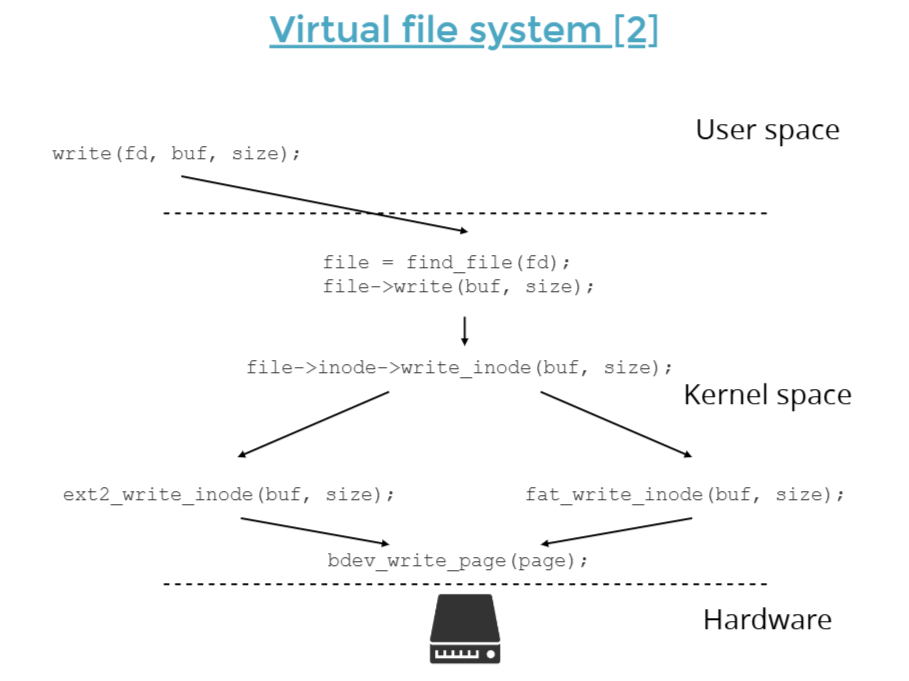 Virtual file system [2]
User space
write(fd, buf, size);
file = find_file(fd);
file->write(buf, size);
file->inode->write_inode(buf, size);
Kernel space
ext2_write_inode(buf, size);
fat_write_inode(buf, size);
bdev_write_page(page);
Hardware